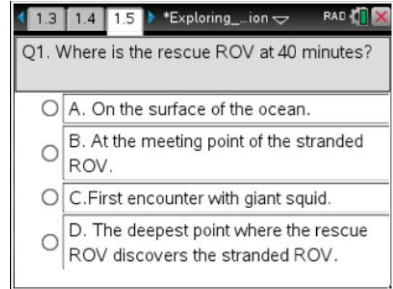 1.3 1.4 1.5 *Exploring_...ion RAD
Q1. Where is the rescue ROV at 40 minutes?
A. On the surface of the ocean.
B. At the meeting point of the stranded
ROV.
C.First encounter with giant squid.
D. The deepest point where the rescue
ROV discovers the stranded ROV.